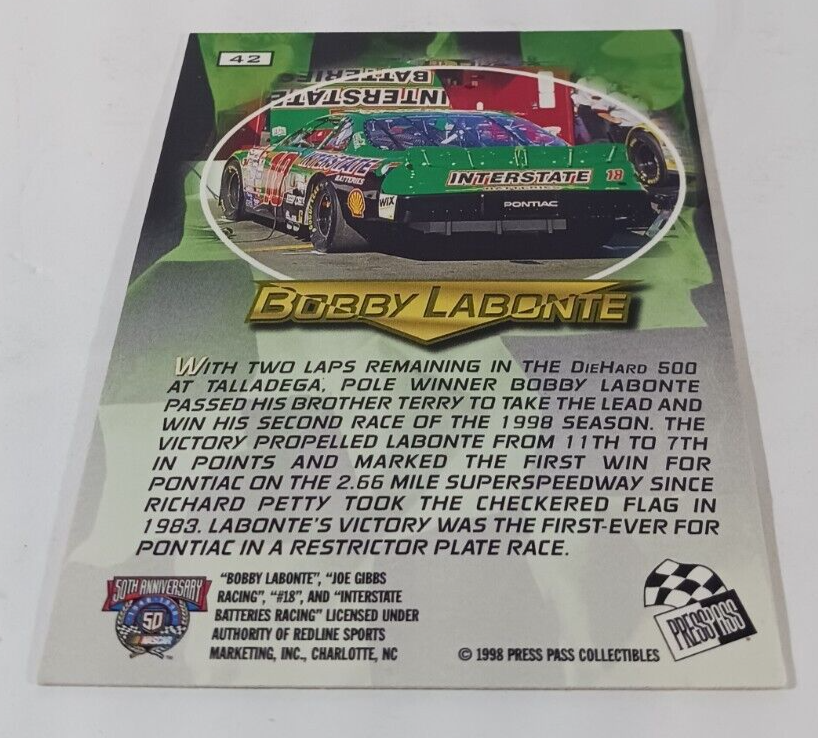 42
BATTERIES
INTERSTATE
18
INTERSTATE
BATTERIES
INTERSTATE 18
WIX
PONTIAC
BOBBY LABONTE
WITH TWO LAPS REMAINING IN THE DIEHARD 500
AT TALLADEGA, POLE WINNER BOBBY LABONTE
PASSED HIS BROTHER TERRY TO TAKE THE LEAD AND
WIN HIS SECOND RACE OF THE 1998 SEASON. THE
VICTORY PROPELLED LABONTE FROM 11TH TO 7TH
IN POINTS AND MARKED THE FIRST WIN FOR
PONTIAC ON THE 2.66 MILE SUPERSPEEDWAY SINCE
RICHARD PETTY TOOK THE CHECKERED FLAG IN
1983. LABONTE'S VICTORY WAS THE FIRST-EVER FOR
PONTIAC IN A RESTRICTOR PLATE RACE.
50TH ANNIVERSARY
50
NASCAR
"BOBBY LABONTE", "JOE GIBBS
RACING", "#18", AND "INTERSTATE
BATTERIES RACING" LICENSED UNDER
AUTHORITY OF REDLINE SPORTS
MARKETING, INC., CHARLOTTE, NC
© 1998 PRESS PASS COLLECTIBLES
PRESS PASS